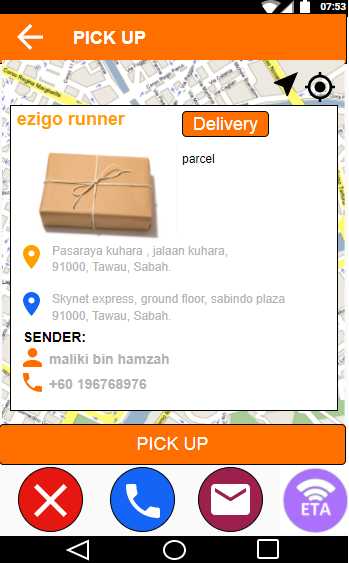 07:53
PICK UP
ezigo runner
Delivery
parcel
Pasaraya kuhara , jalaan kuhara,
91000, Tawau, Sabah.
Skynet express, ground floor, sabindo plaza
91000, Tawau, Sabah.
SENDER:
maliki bin hamzah
+60 196768976
PICK UP
ETA